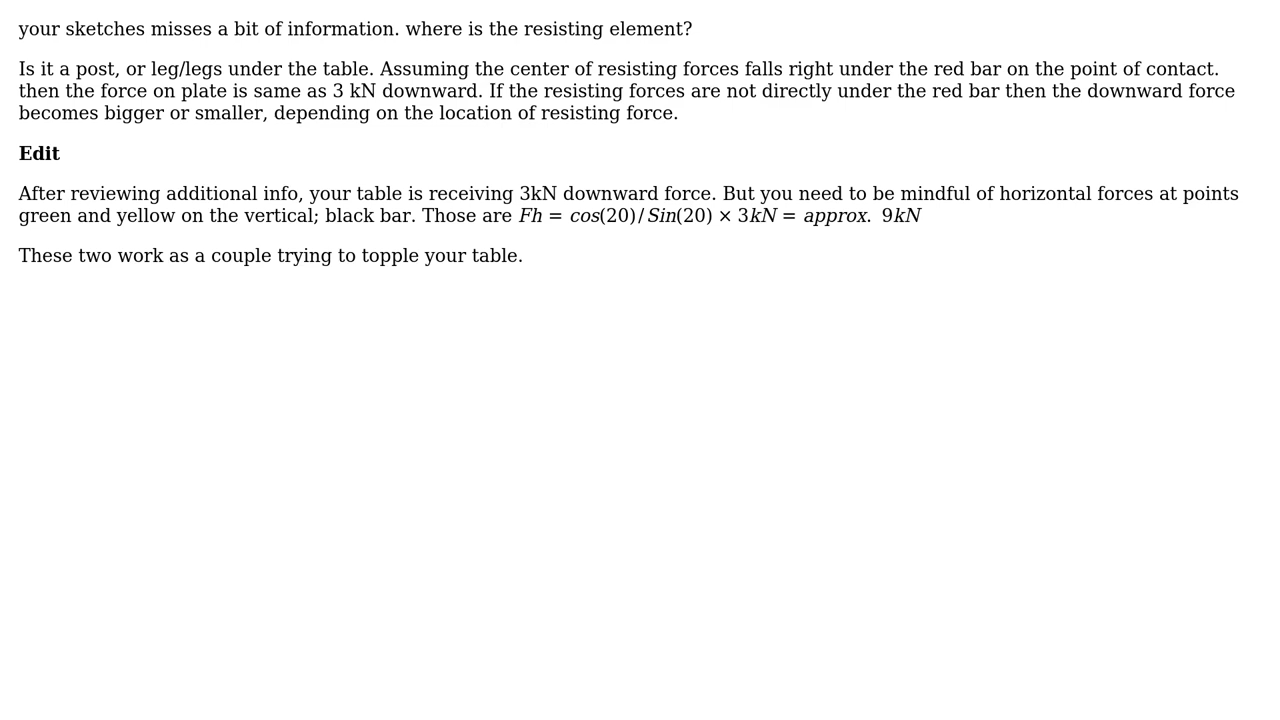 your sketches misses a bit of information. where is the resisting element?
Is it a post, or leg/legs under the table. Assuming the center of resisting forces falls right under the red bar on the point of contact.
then the force on plate is same as 3 kN downward. If the resisting forces are not directly under the red bar then the downward force
becomes bigger or smaller, depending on the location of resisting force.
Edit
After reviewing additional info, your table is receiving 3kN downward force. But you need to be mindful of horizontal forces at points
green and yellow on the vertical; black bar. Those are Fh = cos(20)/Sin(20) × 3kN = approx. 9kN
These two work as a couple trying to topple your table.